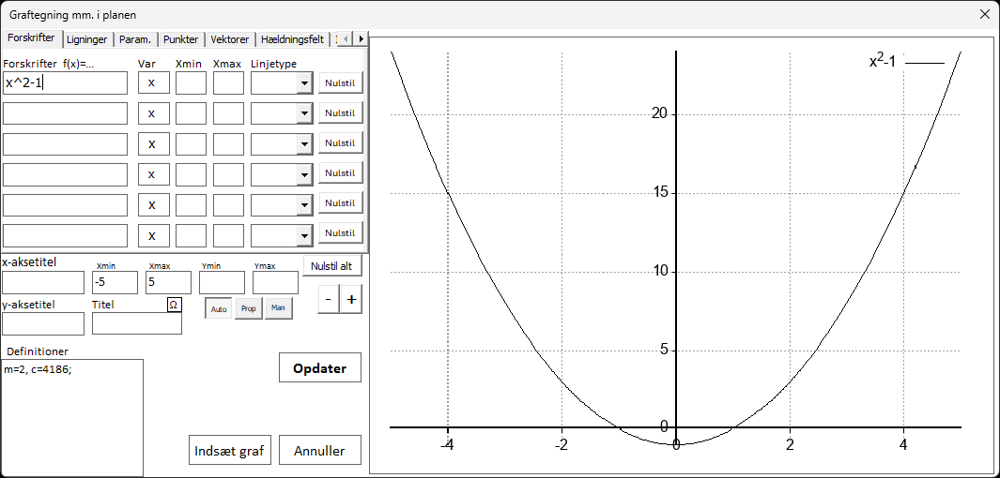 Graftegning mm. i planen
Forskrifter Ligninger Param. Punkter Vektorer Hældningsfelt
Forskrifter f(x)=... Var Xmin Xmax Linjetype
x^2-1 x Nulstil
x Nulstil
x Nulstil
x Nulstil
x Nulstil
x Nulstil
x-aksetitel Xmin Xmax Ymin Ymax Nulstil alt
-5 5
y-aksetitel Titel Ω Auto Prop Man - +
Definitioner
m=2, c=4186;
Opdater
Indsæt graf Annuller
x²-1
20
15
10
5
0
-4 -2 0 2 4